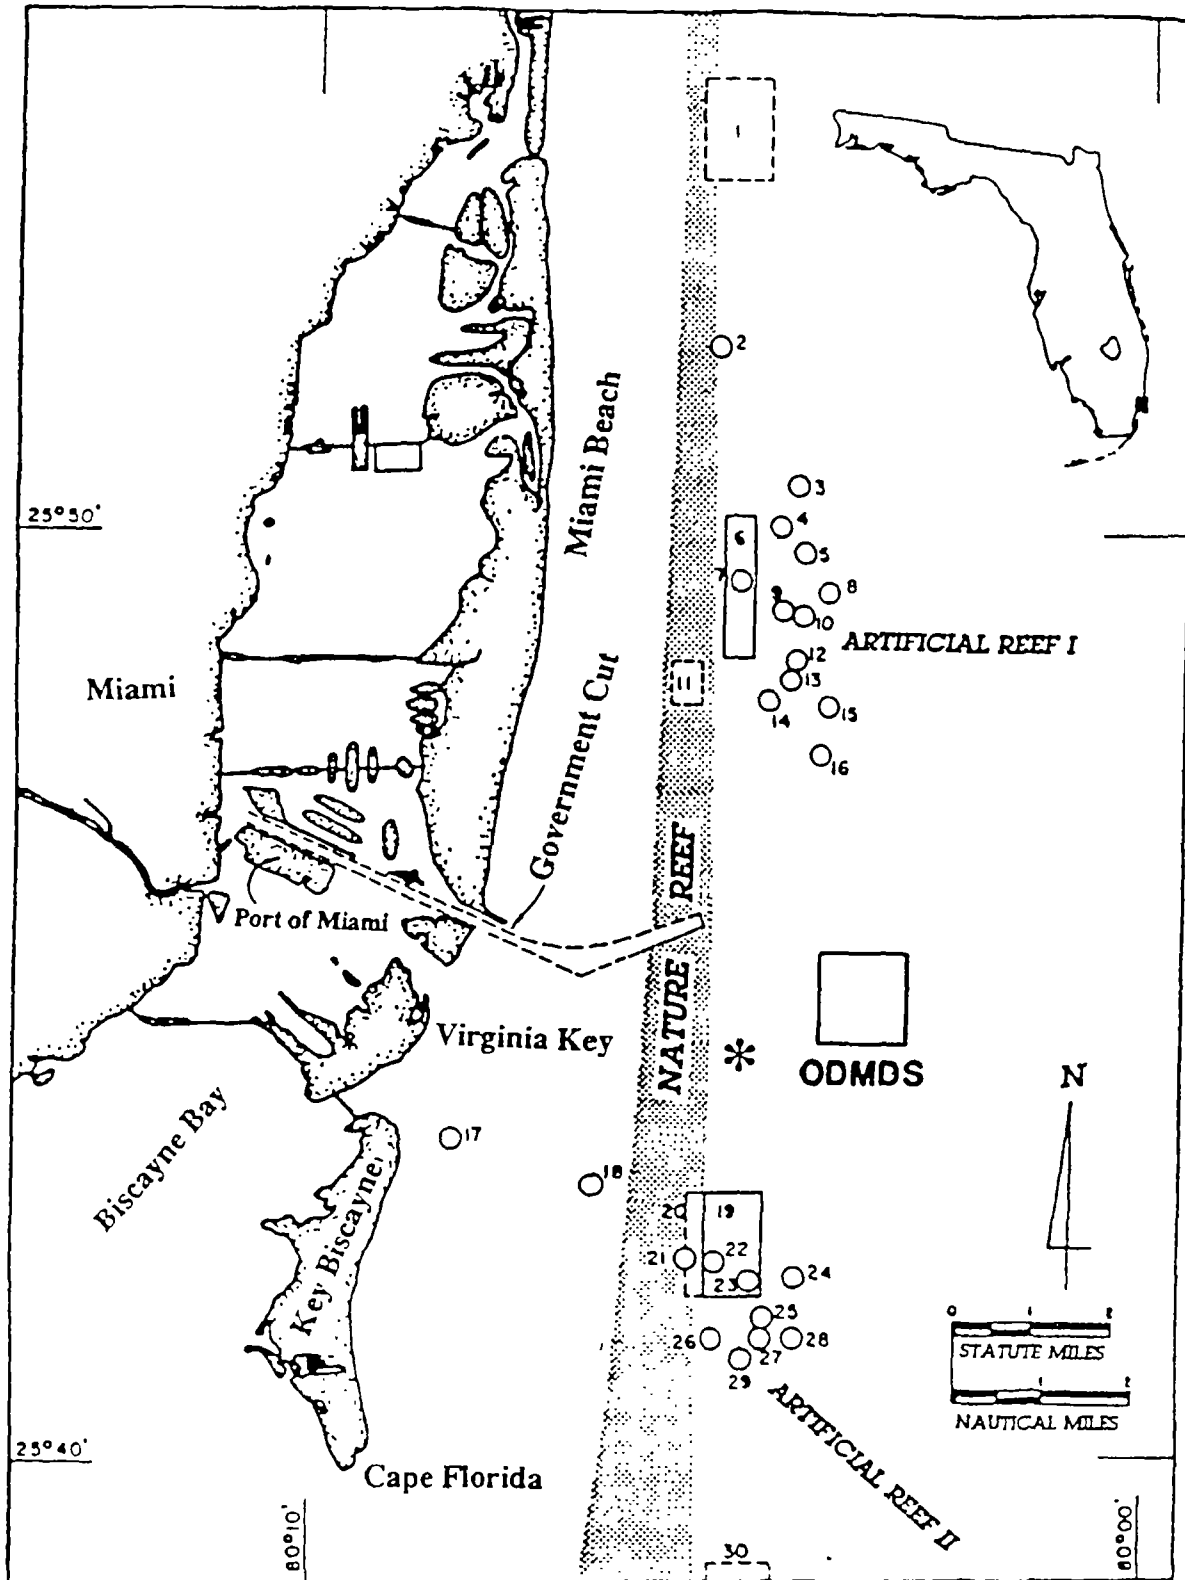 1
2
3
25°50'
4
5
6
7
8
9
10
ARTIFICIAL REEF I
11
12
13
14
15
16
Miami
Miami Beach
Government Cut
Port of Miami
NATURE REEF
Virginia Key
ODMDS
N
Biscayne Bay
17
18
Key Biscayne
19
20
21
22
23
24
25
26
27
28
29
0 1 2
STATUTE MILES
1 2
NAUTICAL MILES
25°40'
Cape Florida
ARTIFICIAL REEF II
80°10'
30
80°00'